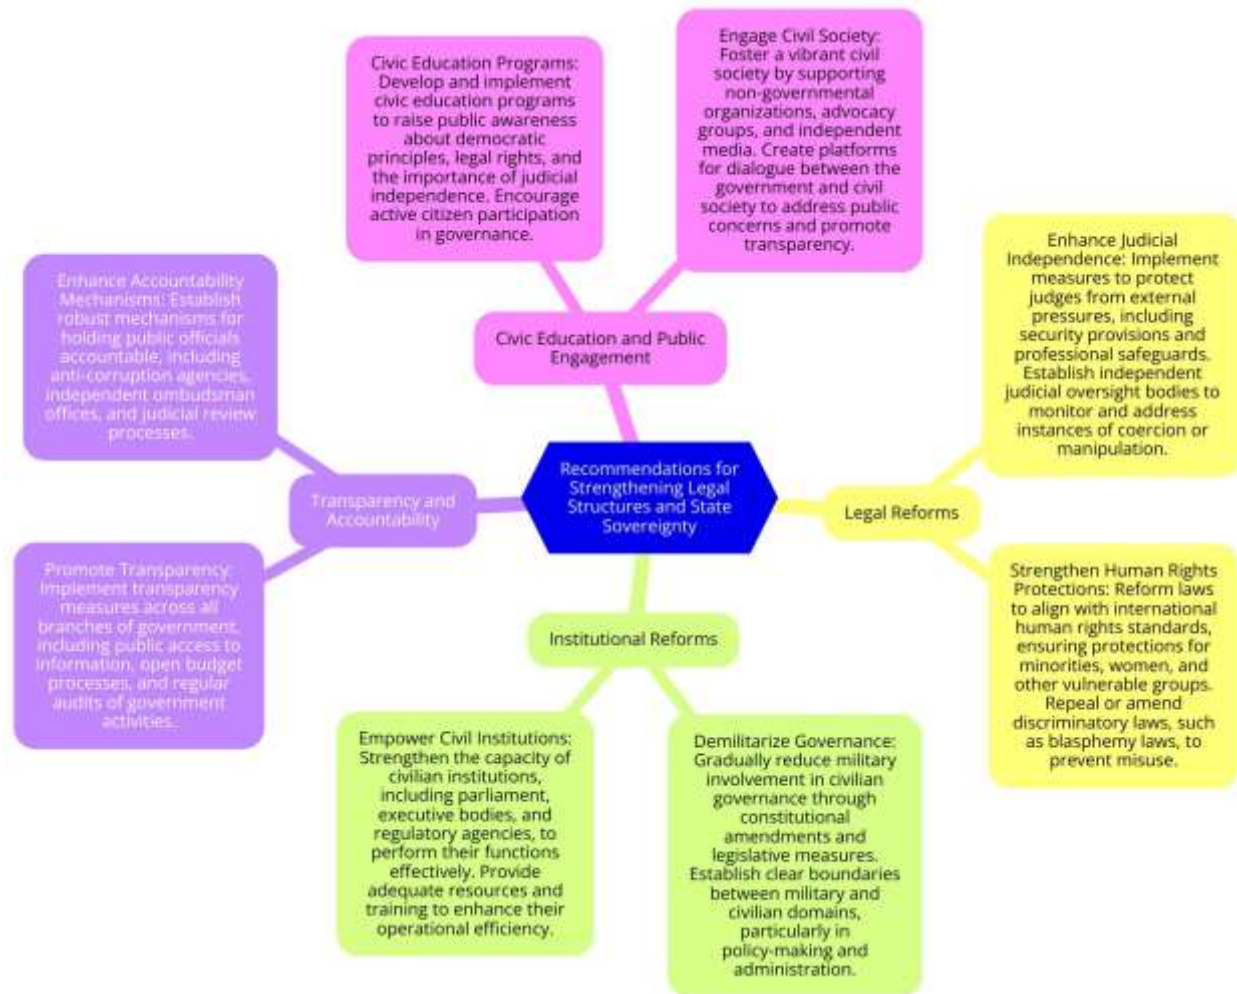 Civic Education Programs:
Develop and implement
civic education programs
to raise public awareness
about democratic
principles, legal rights, and
the importance of judicial
independence. Encourage
active citizen participation
in governance.
Engage Civil Society:
Foster a vibrant civil
society by supporting
non-governmental
organizations, advocacy
groups, and independent
media. Create platforms
for dialogue between the
government and civil
society to address public
concerns and promote
transparency.
Civic Education and Public
Engagement
Enhance Accountability
Mechanisms: Establish
robust mechanisms for
holding public officials
accountable, including
anti-corruption agencies,
independent ombudsman
offices, and judicial review
processes.
Transparency and
Accountability
Promote Transparency:
Implement transparency
measures across all
branches of government,
including public access to
information, open budget
processes, and regular
audits of government
activities.
Recommendations for
Strengthening Legal
Structures and State
Sovereignty
Enhance Judicial
Independence: Implement
measures to protect
judges from external
pressures, including
security provisions and
professional safeguards.
Establish independent
judicial oversight bodies to
monitor and address
instances of coercion or
manipulation.
Legal Reforms
Strengthen Human Rights
Protections: Reform laws
to align with international
human rights standards,
ensuring protections for
minorities, women, and
other vulnerable groups.
Repeal or amend
discriminatory laws, such
as blasphemy laws, to
prevent misuse.
Institutional Reforms
Empower Civil Institutions:
Strengthen the capacity of
civilian institutions,
including parliament,
executive bodies, and
regulatory agencies, to
perform their functions
effectively. Provide
adequate resources and
training to enhance their
operational efficiency.
Demilitarize Governance:
Gradually reduce military
involvement in civilian
governance through
constitutional
amendments and
legislative measures.
Establish clear boundaries
between military and
civilian domains,
particularly in
policy-making and
administration.